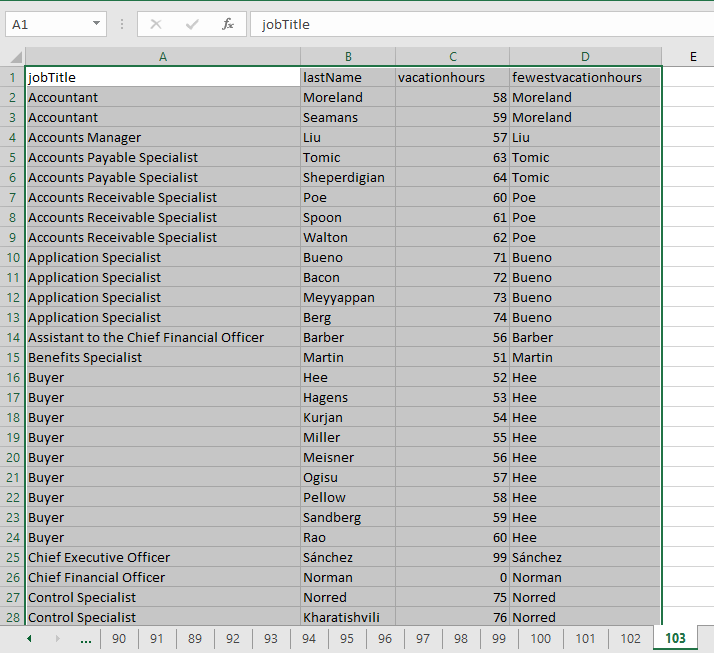 A1 fx jobTitle
A B C D E
1 jobTitle lastName vacationhours fewestvacationhours
2 Accountant Moreland 58 Moreland
3 Accountant Seamans 59 Moreland
4 Accounts Manager Liu 57 Liu
5 Accounts Payable Specialist Tomic 63 Tomic
6 Accounts Payable Specialist Sheperdigian 64 Tomic
7 Accounts Receivable Specialist Poe 60 Poe
8 Accounts Receivable Specialist Spoon 61 Poe
9 Accounts Receivable Specialist Walton 62 Poe
10 Application Specialist Bueno 71 Bueno
11 Application Specialist Bacon 72 Bueno
12 Application Specialist Meyyappan 73 Bueno
13 Application Specialist Berg 74 Bueno
14 Assistant to the Chief Financial Officer Barber 56 Barber
15 Benefits Specialist Martin 51 Martin
16 Buyer Hee 52 Hee
17 Buyer Hagens 53 Hee
18 Buyer Kurjan 54 Hee
19 Buyer Miller 55 Hee
20 Buyer Meisner 56 Hee
21 Buyer Ogisu 57 Hee
22 Buyer Pellow 58 Hee
23 Buyer Sandberg 59 Hee
24 Buyer Rao 60 Hee
25 Chief Executive Officer Sánchez 99 Sánchez
26 Chief Financial Officer Norman 0 Norman
27 Control Specialist Norred 75 Norred
28 Control Specialist Kharatishvili 76 Norred
... 90 91 89 92 93 94 95 96 97 98 99 100 101 102 103